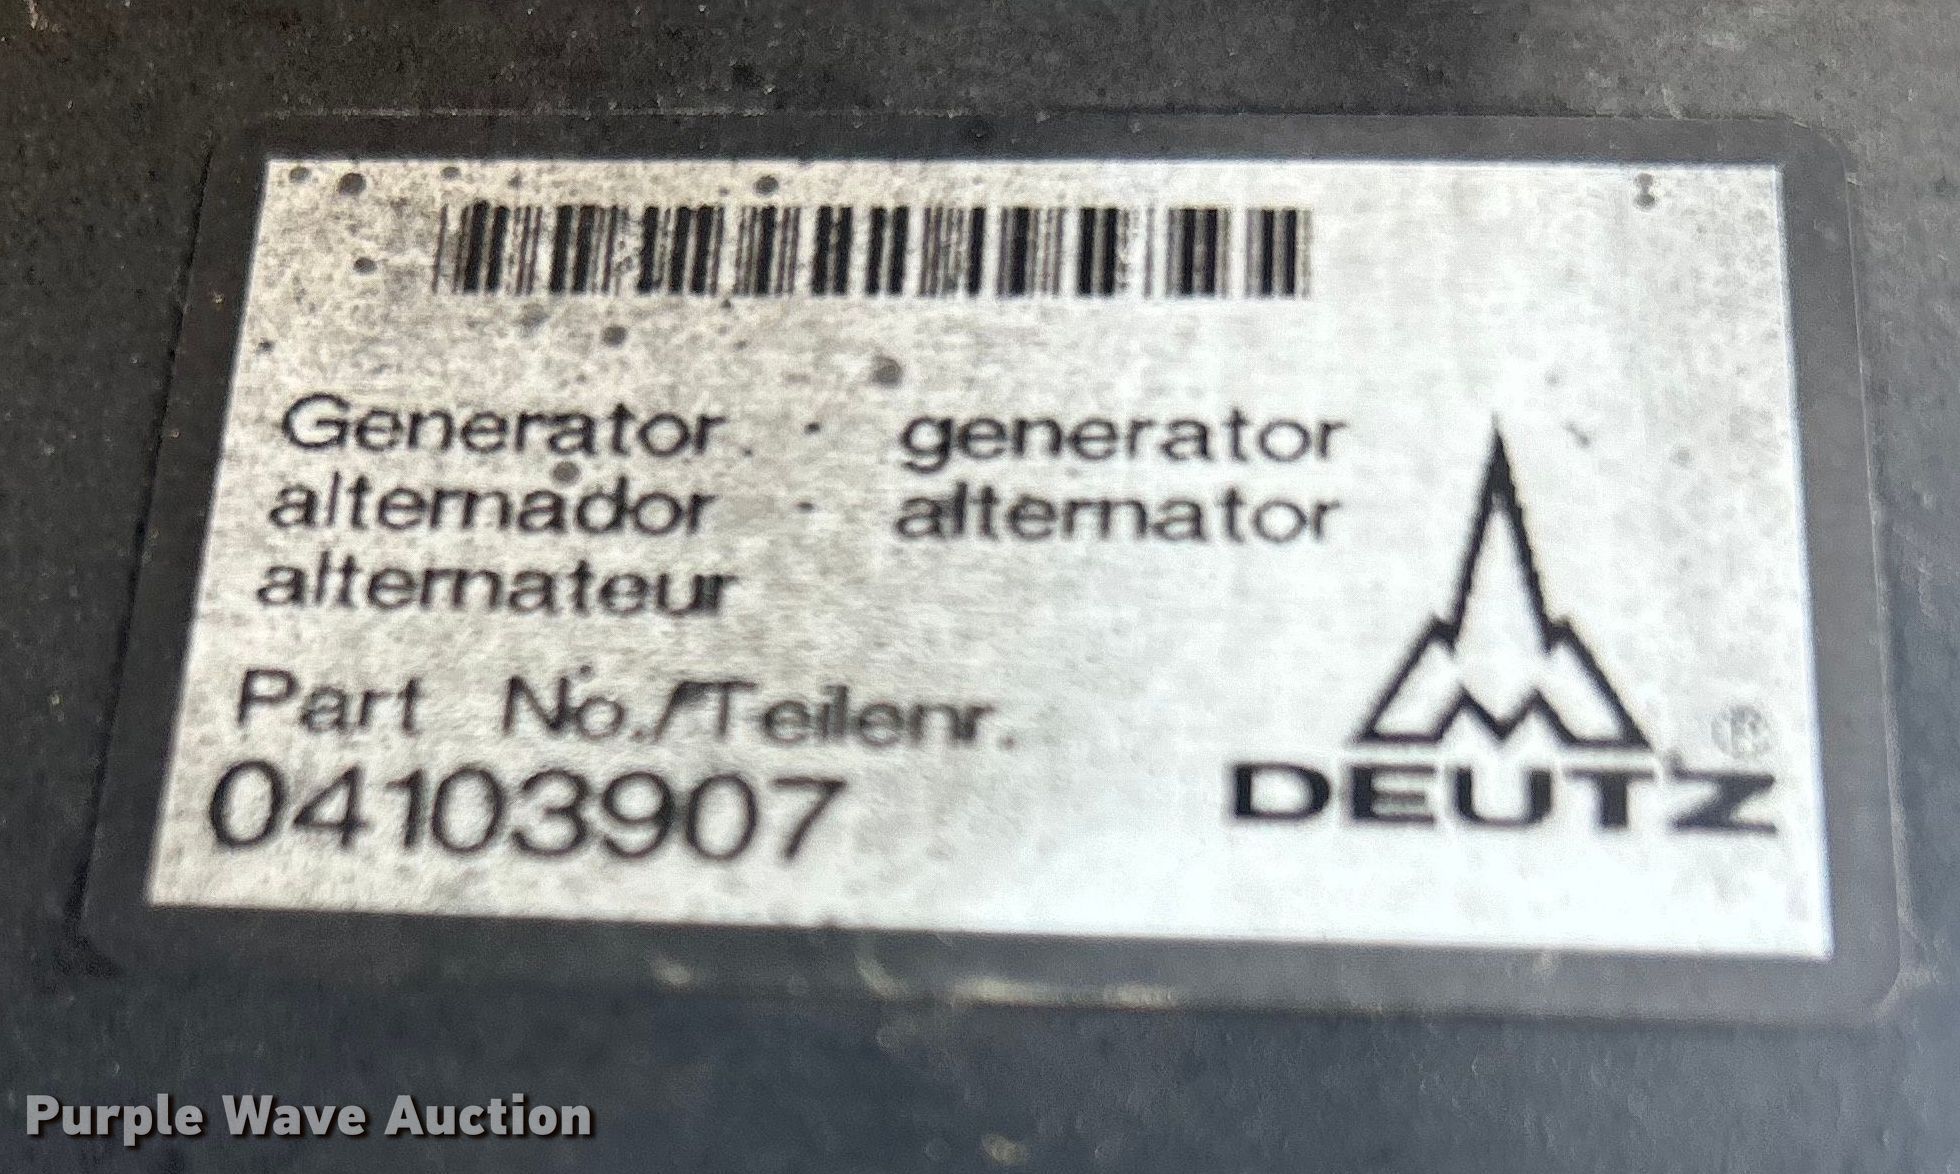 Generator · generator
alternador · alternator
alternateur
Part No./Teilenr.
04103907
DEUTZ ®
Purple Wave Auction